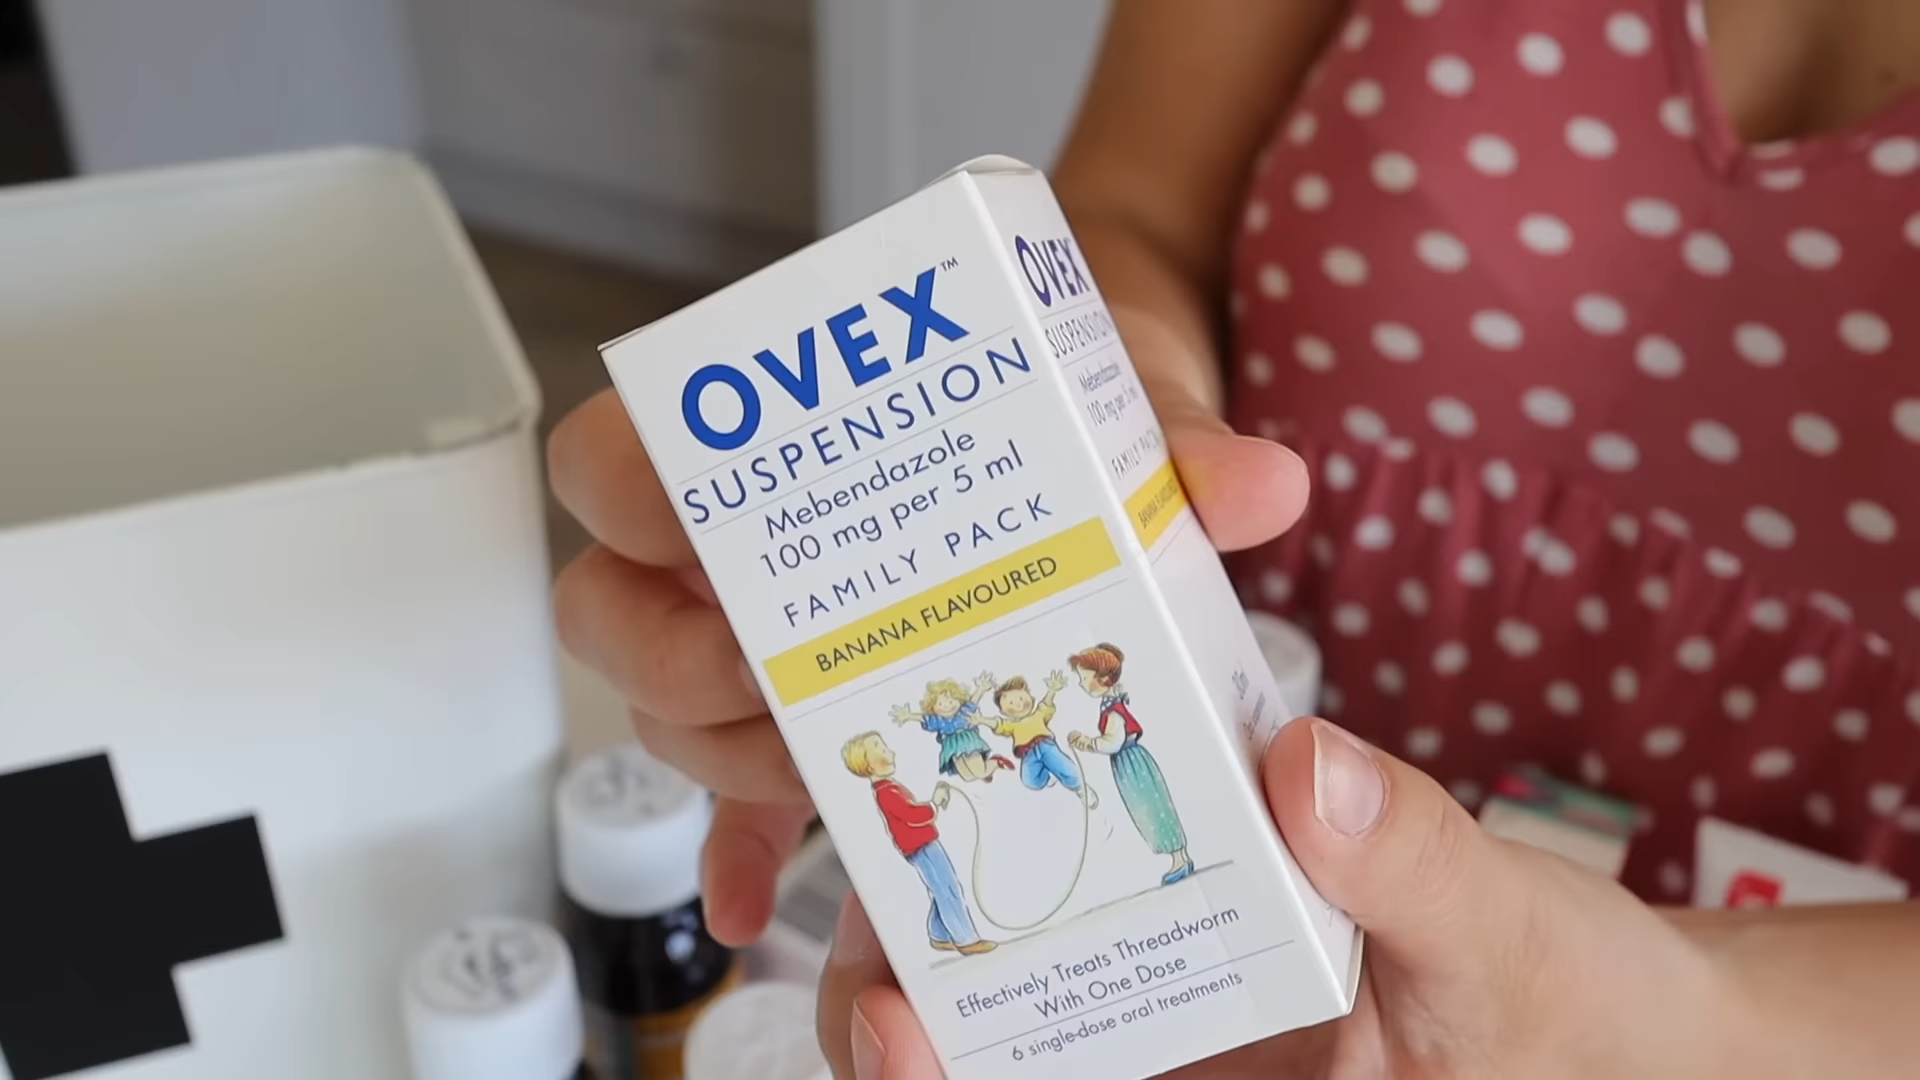 OVEX™
SUSPENSION
Mebendazole
100 mg per 5 ml
FAMILY PACK
BANANA FLAVOURED
Effectively Treats Threadworm
With One Dose
6 single-dose oral treatments
OVEX
SUSPENSION
Mebendazole
100 mg per 5 ml
FAMILY PACK
BANANA FLAVOURED